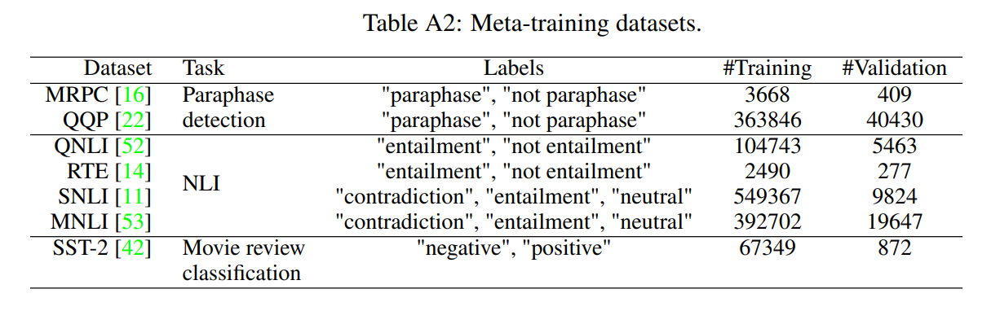 Table A2: Meta-training datasets.
Dataset Task Labels #Training #Validation
MRPC [16] Paraphase "paraphase", "not paraphase" 3668 409
QQP [22] detection "paraphase", "not paraphase" 363846 40430
QNLI [52] "entailment", "not entailment" 104743 5463
RTE [14] "entailment", "not entailment" 2490 277
NLI
SNLI [11] "contradiction", "entailment", "neutral" 549367 9824
MNLI [53] "contradiction", "entailment", "neutral" 392702 19647
SST-2 [42] Movie review "negative", "positive" 67349 872
classification